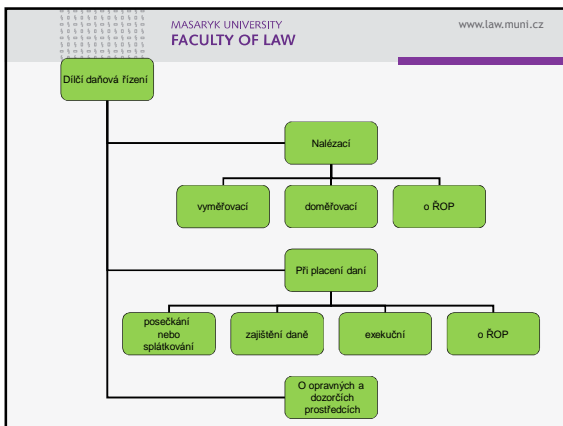 MASARYK UNIVERSITY
www.law.muni.cz
FACULTY OF LAW
Dílčí daňová řízení
Nalézací
vyměřovací
doměřovací
o ŘOP
Při placení daní
posečkání
nebo
splátkování
zajištění daně
exekuční
o ŘOP
O opravných a
dozorčích
prostředcích